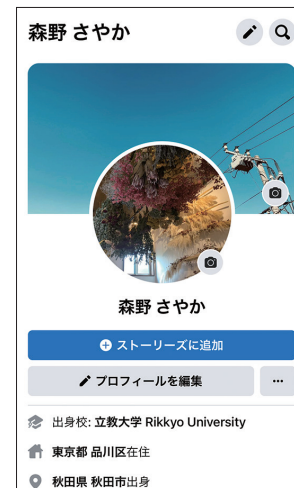 森野 さやか
森野 さやか
ストーリーズに追加
プロフィールを編集
出身校: 立教大学 Rikkyo University
東京都 品川区在住
秋田県 秋田市出身